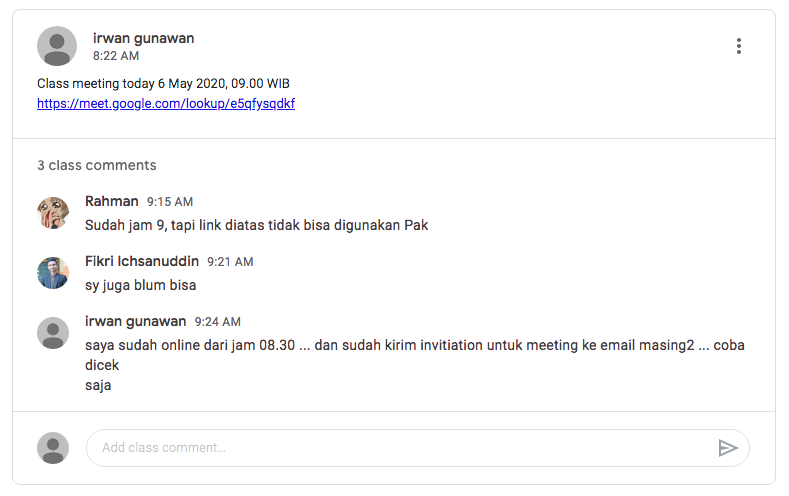 irwan gunawan
8:22 AM
Class meeting today 6 May 2020, 09.00 WIB
https://meet.google.com/lookup/e5qfysqdkf
3 class comments
Rahman 9:15 AM
Sudah jam 9, tapi link diatas tidak bisa digunakan Pak
Fikri Ichsanuddin 9:21 AM
sy juga blum bisa
irwan gunawan 9:24 AM
saya sudah online dari jam 08.30 ... dan sudah kirim invitiation untuk meeting ke email masing2 ... coba
dicek
saja
Add class comment...